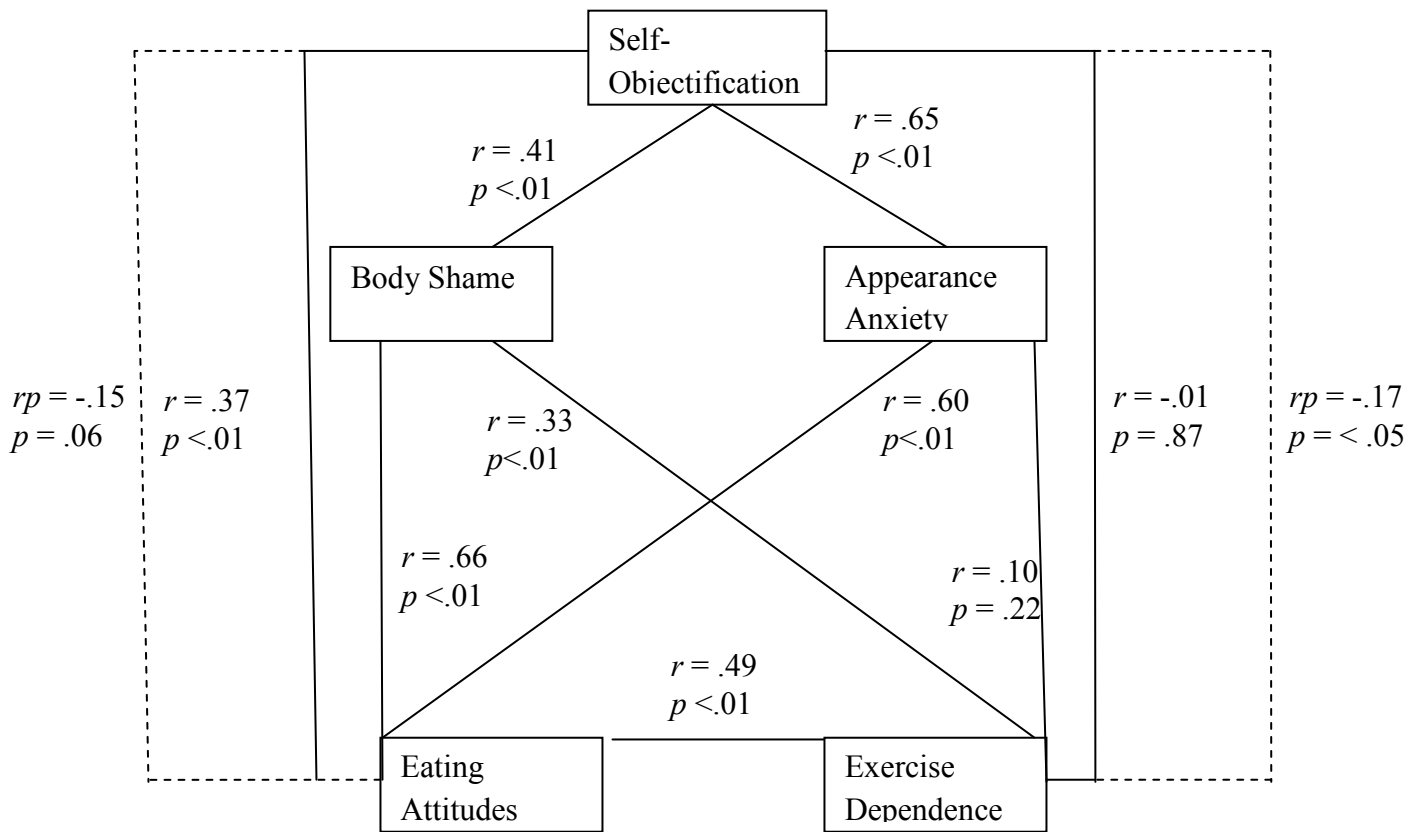 Self-
Objectification
r = .65
p <.01
r = .41
p <.01
Body Shame
Appearance
Anxiety
rp = -.15
p = .06
r = .37
p <.01
r = .33
p<.01
r = .60
p<.01
r = -.01
p = .87
rp = -.17
p = < .05
r = .66
p <.01
r = .10
p = .22
r = .49
p <.01
Eating
Attitudes
Exercise
Dependence